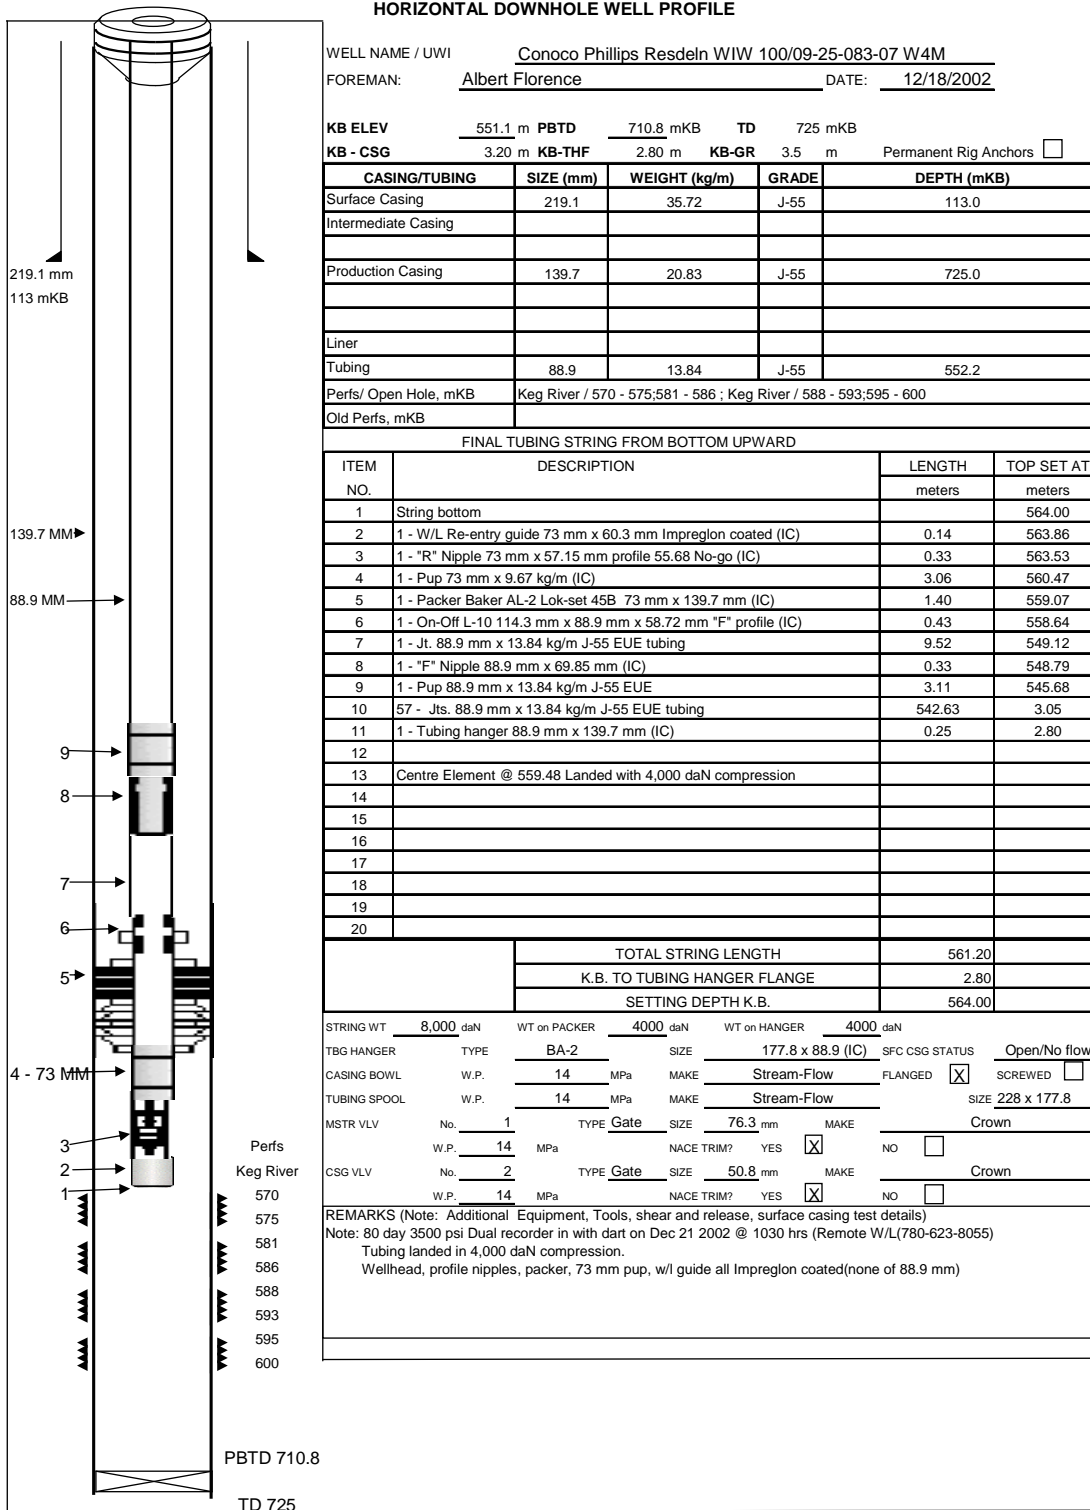 HORIZONTAL DOWNHOLE WELL PROFILE
WELL NAME / UWI Conoco Phillips Resdeln WIW 100/09-25-083-07 W4M
FOREMAN: Albert Florence DATE: 12/18/2002
KB ELEV 551.1 m PBTD 710.8 mKB TD 725 mKB
KB - CSG 3.20 m KB-THF 2.80 m KB-GR 3.5 m Permanent Rig Anchors
CASING/TUBING SIZE (mm) WEIGHT (kg/m) GRADE DEPTH (mKB)
Surface Casing 219.1 35.72 J-55 113.0
Intermediate Casing
Production Casing 139.7 20.83 J-55 725.0
Liner
Tubing 88.9 13.84 J-55 552.2
Perfs/ Open Hole, mKB Keg River / 570 - 575;581 - 586 ; Keg River / 588 - 593;595 - 600
Old Perfs, mKB
FINAL TUBING STRING FROM BOTTOM UPWARD
ITEM DESCRIPTION LENGTH TOP SET AT
NO. meters meters
1 String bottom 564.00
2 1 - W/L Re-entry guide 73 mm x 60.3 mm Impreglon coated (IC) 0.14 563.86
3 1 - "R" Nipple 73 mm x 57.15 mm profile 55.68 No-go (IC) 0.33 563.53
4 1 - Pup 73 mm x 9.67 kg/m (IC) 3.06 560.47
5 1 - Packer Baker AL-2 Lok-set 45B 73 mm x 139.7 mm (IC) 1.40 559.07
6 1 - On-Off L-10 114.3 mm x 88.9 mm x 58.72 mm "F" profile (IC) 0.43 558.64
7 1 - Jt. 88.9 mm x 13.84 kg/m J-55 EUE tubing 9.52 549.12
8 1 - "F" Nipple 88.9 mm x 69.85 mm (IC) 0.33 548.79
9 1 - Pup 88.9 mm x 13.84 kg/m J-55 EUE 3.11 545.68
10 57 - Jts. 88.9 mm x 13.84 kg/m J-55 EUE tubing 542.63 3.05
11 1 - Tubing hanger 88.9 mm x 139.7 mm (IC) 0.25 2.80
12
13 Centre Element @ 559.48 Landed with 4,000 daN compression
14
15
16
17
18
19
20
TOTAL STRING LENGTH 561.20
K.B. TO TUBING HANGER FLANGE 2.80
SETTING DEPTH K.B. 564.00
STRING WT 8,000 daN WT on PACKER 4000 daN WT on HANGER 4000 daN
TBG HANGER TYPE BA-2 SIZE 177.8 x 88.9 (IC) SFC CSG STATUS Open/No flow
CASING BOWL W.P. 14 MPa MAKE Stream-Flow FLANGED X SCREWED
TUBING SPOOL W.P. 14 MPa MAKE Stream-Flow SIZE 228 x 177.8
MSTR VLV No. 1 TYPE Gate SIZE 76.3 mm MAKE Crown
W.P. 14 MPa NACE TRIM? YES X NO
CSG VLV No. 2 TYPE Gate SIZE 50.8 mm MAKE Crown
W.P. 14 MPa NACE TRIM? YES X NO
REMARKS (Note: Additional Equipment, Tools, shear and release, surface casing test details)
Note: 80 day 3500 psi Dual recorder in with dart on Dec 21 2002 @ 1030 hrs (Remote W/L(780-623-8055)
Tubing landed in 4,000 daN compression.
Wellhead, profile nipples, packer, 73 mm pup, w/l guide all Impreglon coated(none of 88.9 mm)
219.1 mm
113 mKB
139.7 MM
88.9 MM
9
8
7
6
5
4 - 73 MM
3
2
1
Perfs
Keg River
570
575
581
586
588
593
595
600
PBTD 710.8
TD 725